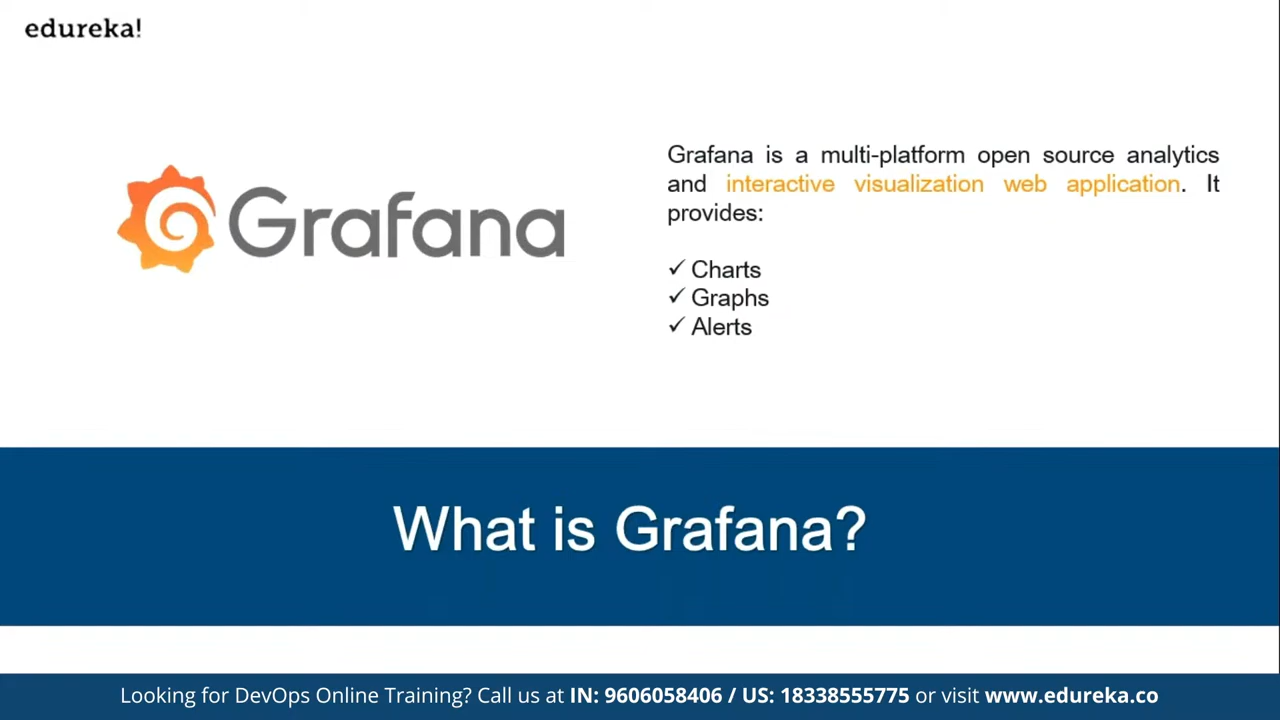 edureka!
Grafana
Grafana is a multi-platform open source analytics
and interactive visualization web application. It
provides:
✓ Charts
✓ Graphs
✓ Alerts
What is Grafana?
Looking for DevOps Online Training? Call us at IN: 9606058406 / US: 18338555775 or visit www.edureka.co